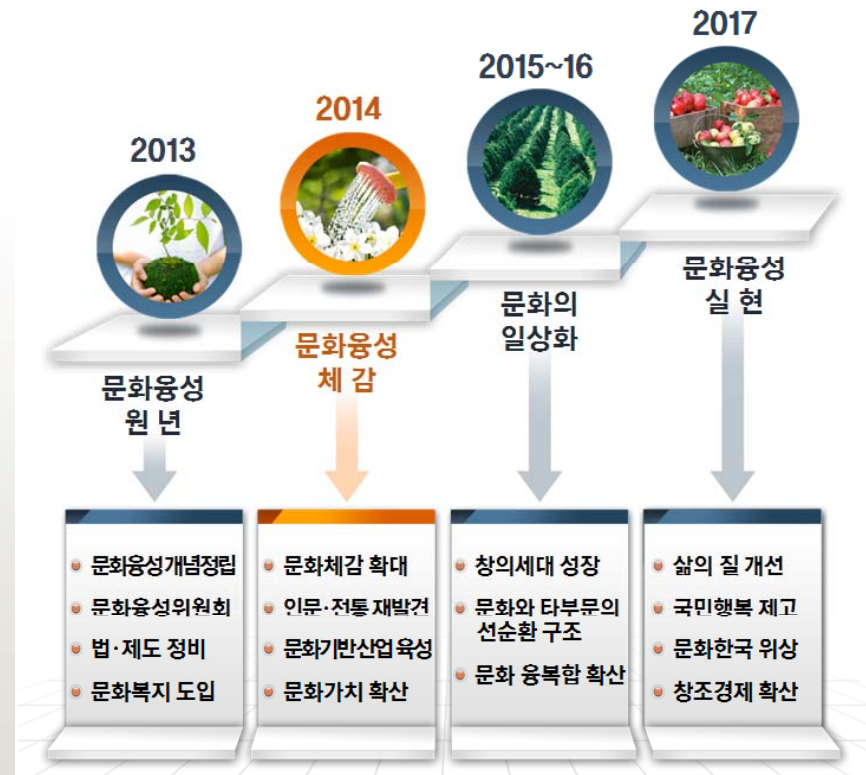 2013
문화융성
원 년
문화융성개념정립
문화융성위원회
법·제도 정비
문화복지 도입
2014
문화융성
체 감
문화체감 확대
인문·전통 재발견
문화기반산업 육성
문화가치 확산
2015~16
문화의
일상화
창의세대 성장
문화와 타부문의
선순환 구조
문화 융복합 확산
2017
문화융성
실 현
삶의 질 개선
국민행복 제고
문화한국 위상
창조경제 확산